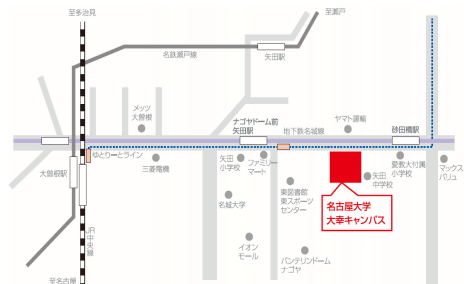 至多治見
至瀬戸
名鉄瀬戸線
矢田駅
メッツ
大曽根
ナゴヤドーム前
矢田駅
地下鉄名城線
ヤマト運輸
砂田橋駅
ゆとりーとライン
三菱電機
矢田
小学校
ファミリー
マート
愛教大付属
小学校
マックス
バリュ
大曽根駅
矢田
中学校
名城大学
東図書館
東スポーツ
センター
名古屋大学
大幸キャンパス
JR中央線
イオン
モール
バンテリンドーム
ナゴヤ
至名古屋